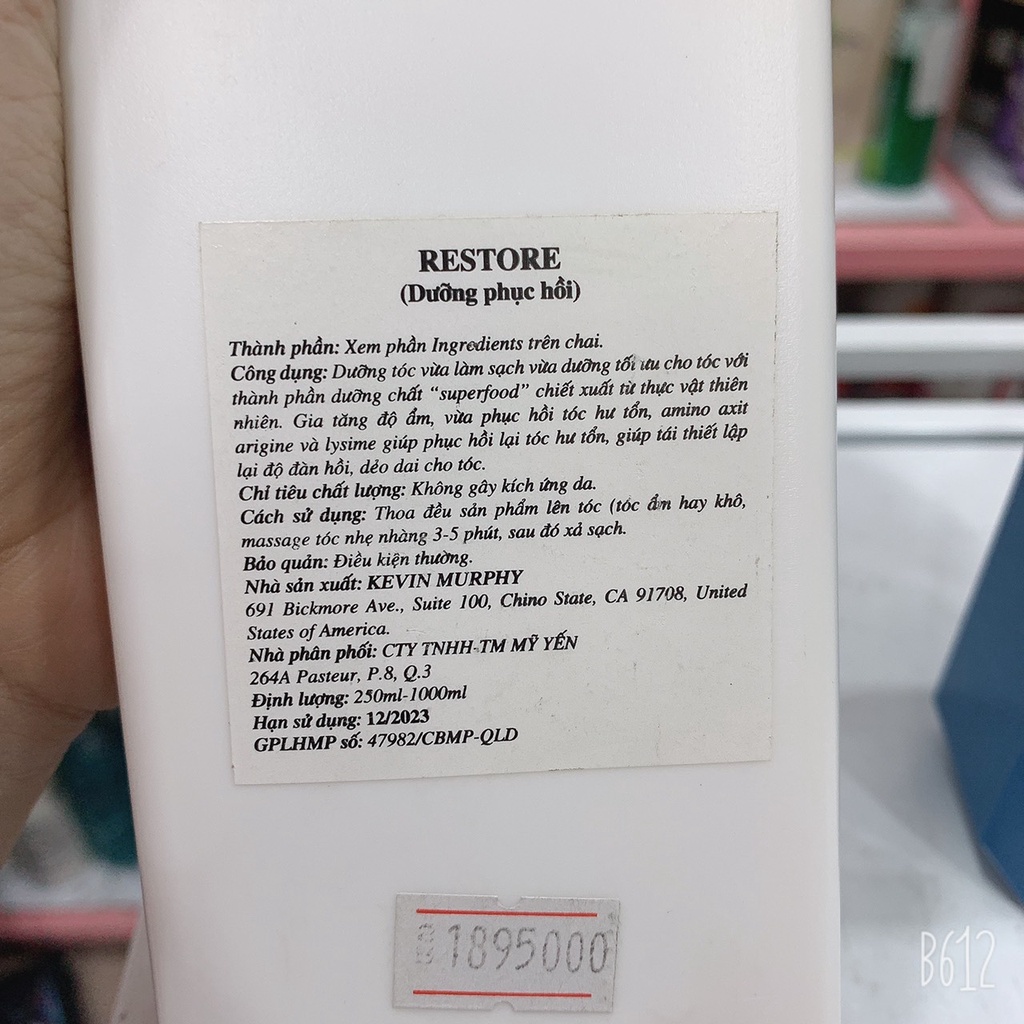 RESTORE
(Dưỡng phục hồi)
Thành phần: Xem phần Ingredients trên chai.
Công dụng: Dưỡng tóc vừa làm sạch vừa dưỡng tối ưu cho tóc với
thành phần dưỡng chất “superfood” chiết xuất từ thực vật thiên
nhiên. Gia tăng độ ẩm, vừa phục hồi tóc hư tổn, amino axit
arigine và lysime giúp phục hồi lại tóc hư tổn, giúp tái thiết lập
lại độ đàn hồi, dẻo dai cho tóc.
Chỉ tiêu chất lượng: Không gây kích ứng da.
Cách sử dụng: Thoa đều sản phẩm lên tóc (tóc ẩm hay khô,
massage tóc nhẹ nhàng 3-5 phút, sau đó xả sạch.
Bảo quản: Điều kiện thường.
Nhà sản xuất: KEVIN MURPHY
691 Bickmore Ave., Suite 100, Chino State, CA 91708, United
States of America.
Nhà phân phối: CTY TNHH-TM MỸ YẾN
264A Pasteur, P.8, Q.3
Định lượng: 250ml-1000ml
Hạn sử dụng: 12/2023
GPLHMP số: 47982/CBMP-QLD
1895000
B612